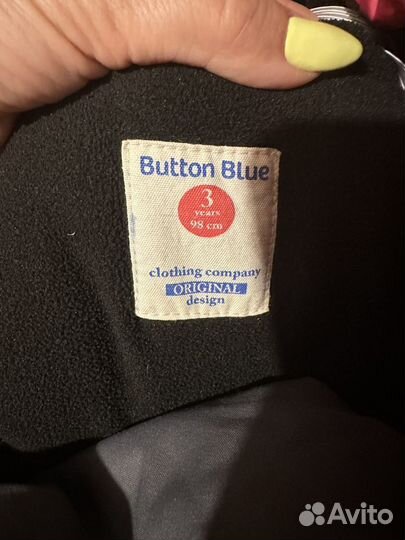 Button Blue
3
years
98 cm
clothing company
ORIGINAL
design
Avito